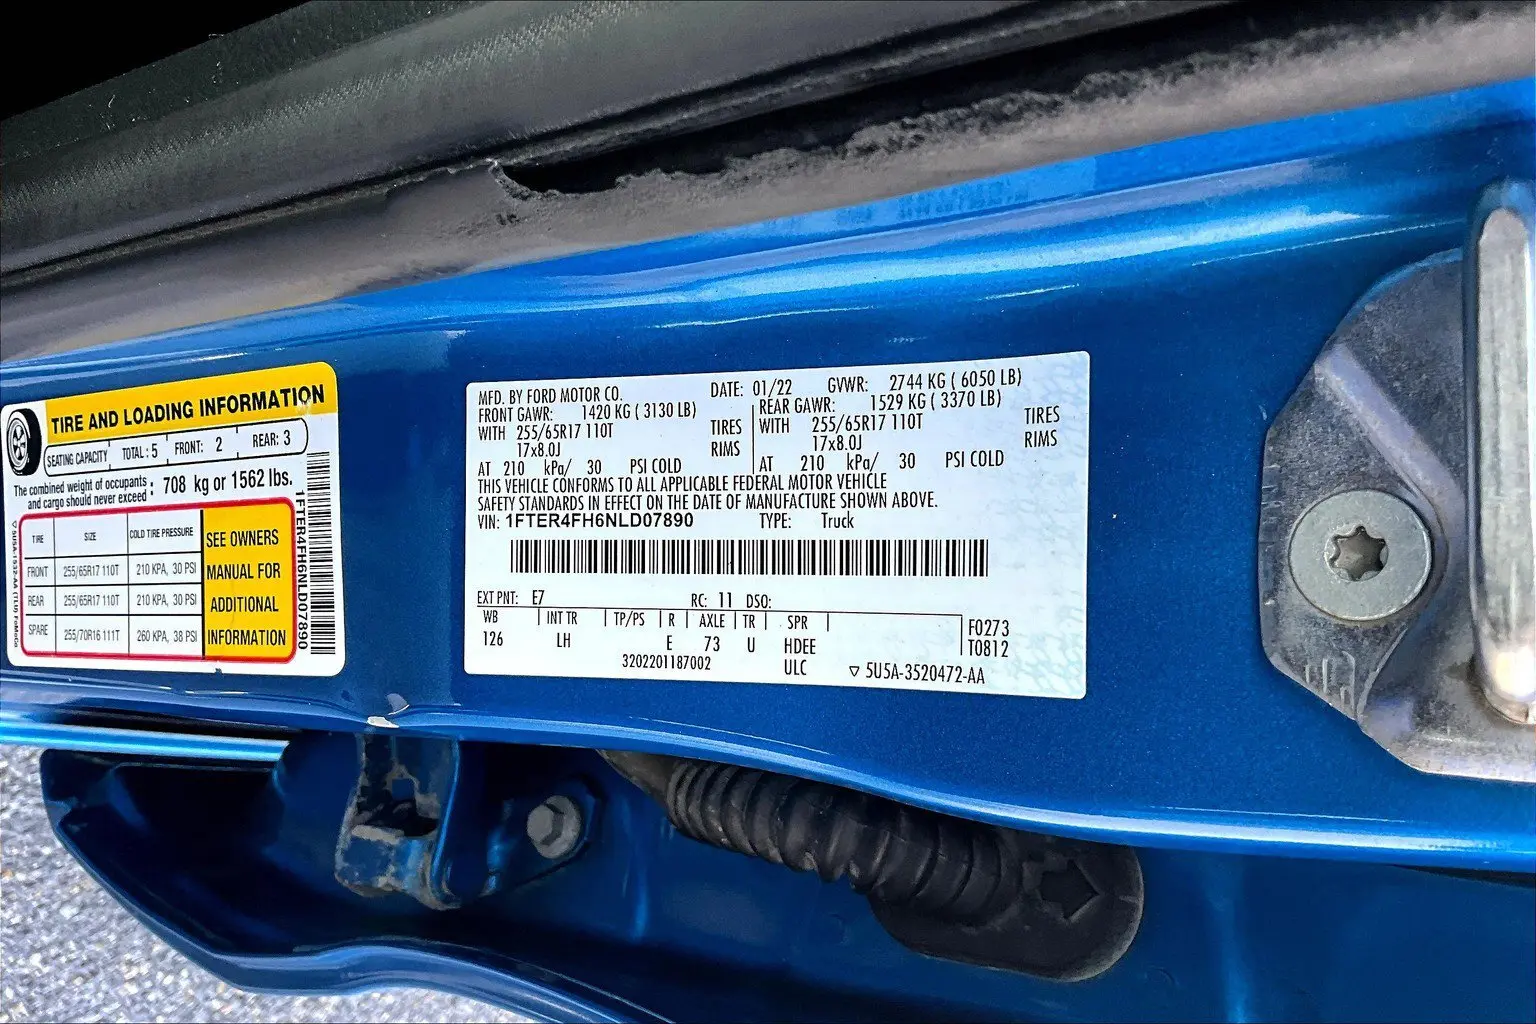 TIRE AND LOADING INFORMATION
SEATING CAPACITY TOTAL: 5 FRONT: 2 REAR: 3
The combined weight of occupants and cargo should never exceed : 708 kg or 1562 lbs.
TIRE SIZE COLD TIRE PRESSURE
FRONT 255/65R17 110T 210 KPA, 30 PSI
REAR 255/65R17 110T 210 KPA, 30 PSI
SPARE 255/70R16 111T 260 KPA, 38 PSI
SEE OWNERS
MANUAL FOR
ADDITIONAL
INFORMATION
1FTER4FH6NLD07890
MFD. BY FORD MOTOR CO. DATE: 01/22 GVWR: 2744 KG ( 6050 LB)
FRONT GAWR: 1420 KG ( 3130 LB) REAR GAWR: 1529 KG ( 3370 LB)
WITH 255/65R17 110T TIRES WITH 255/65R17 110T TIRES
17x8.0J RIMS 17x8.0J RIMS
AT 210 kPa/ 30 PSI COLD AT 210 kPa/ 30 PSI COLD
THIS VEHICLE CONFORMS TO ALL APPLICABLE FEDERAL MOTOR VEHICLE
SAFETY STANDARDS IN EFFECT ON THE DATE OF MANUFACTURE SHOWN ABOVE.
VIN: 1FTER4FH6NLD07890 TYPE: Truck
EXT PNT: E7 RC: 11 DSO:
WB INT TR TP/PS R AXLE TR SPR
126 LH E 73 U HDEE
F0273
T0812
3202201187002 ULC ▽ 5U5A-3520472-AA